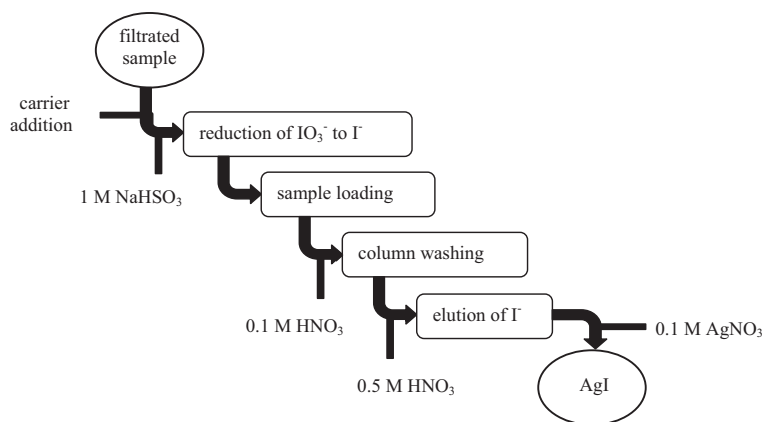 filtrated
sample
carrier
addition
reduction of IO₃⁻ to I⁻
1 M NaHSO₃
sample loading
column washing
0.1 M HNO₃
elution of I⁻
0.1 M AgNO₃
0.5 M HNO₃
AgI